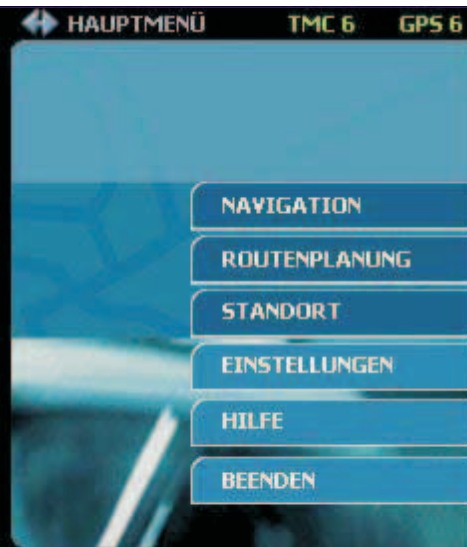 HAUPTMENÜ TMC 6 GPS 6
NAVIGATION
ROUTENPLANUNG
STANDORT
EINSTELLUNGEN
HILFE
BEENDEN